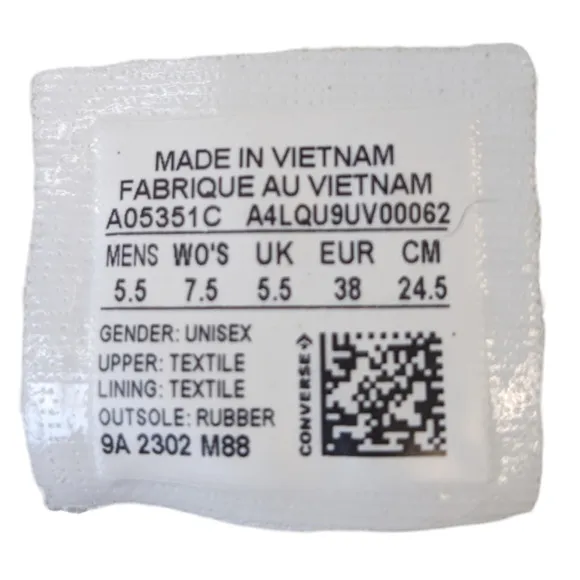 MADE IN VIETNAM
FABRIQUE AU VIETNAM
A05351C A4LQU9UV00062
MENS WO'S UK EUR CM
5.5 7.5 5.5 38 24.5
GENDER: UNISEX
UPPER: TEXTILE
LINING: TEXTILE
OUTSOLE: RUBBER
9A 2302 M88
CONVERSE